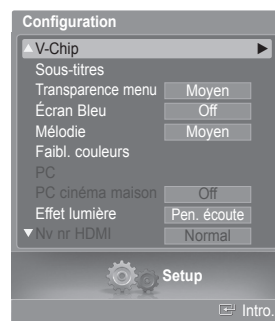 Configuration
V-Chip
Sous-titres
Transparence menu Moyen
Écran Bleu Off
Mélodie Moyen
Faibl. couleurs
PC
PC cinéma maison Off
Effet lumière Pen. écoute
Nv nr HDMI Normal
Setup
Intro.